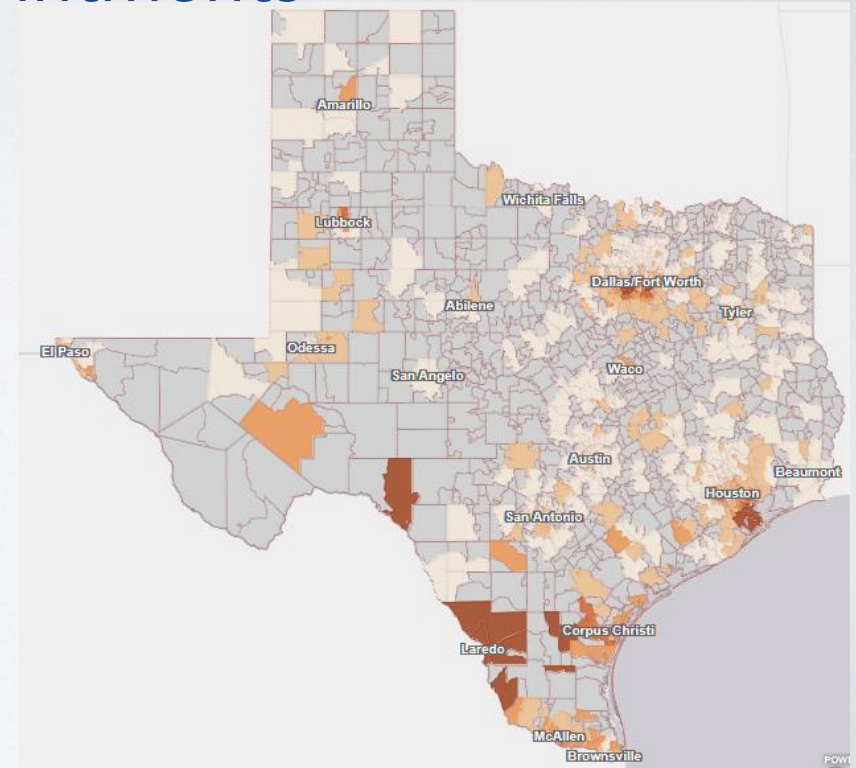 Amarillo
Wichita Falls
Lubbock
Dallas/Fort Worth
Abilene
Tyler
El Paso
Odessa
San Angelo
Waco
Austin
Beaumont
Houston
San Antonio
Corpus Christi
Laredo
McAllen
Brownsville